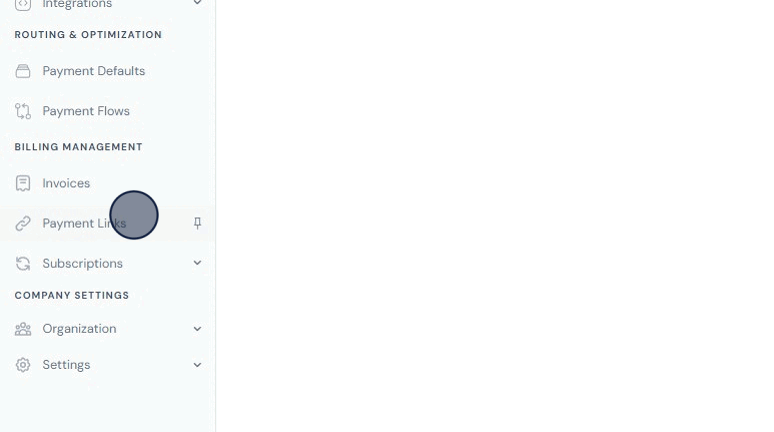 Integrations
ROUTING & OPTIMIZATION
Payment Defaults
Payment Flows
BILLING MANAGEMENT
Invoices
Payment Links
Subscriptions
COMPANY SETTINGS
Organization
Settings